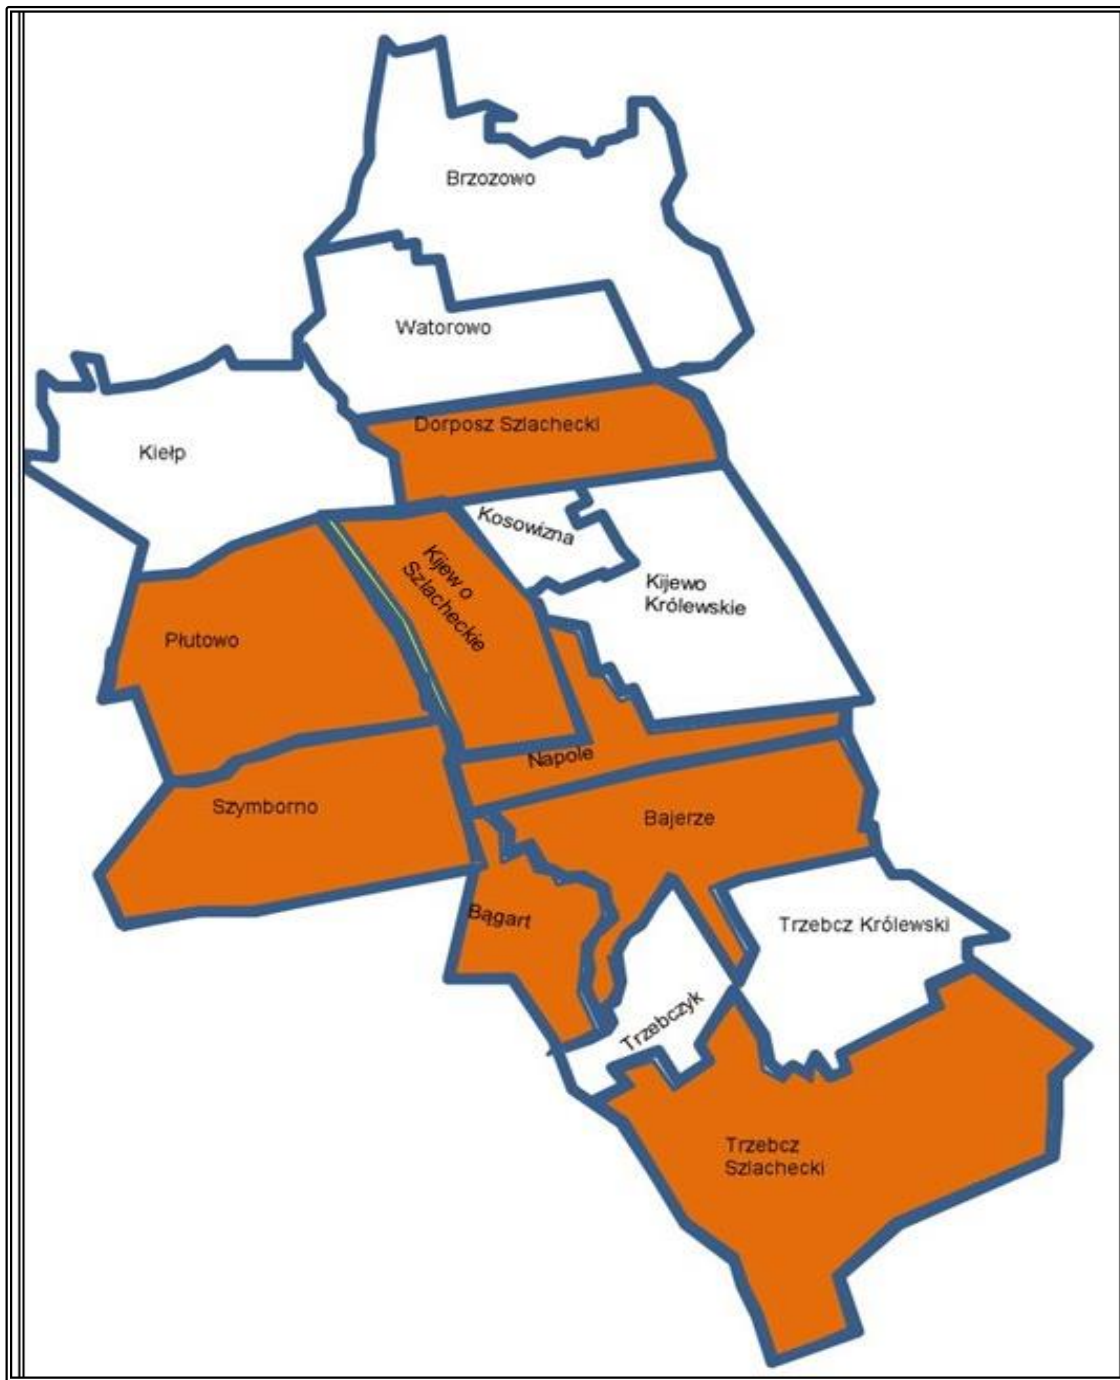 Brzozowo
Watorowo
Dorposz Szlachecki
Kiełp
Kosowizna
Kijewo
Szlacheckie
Kijewo
Królewskie
Płutowo
Napole
Szymborno
Bajerze
Bągart
Trzebcz Królewski
Trzebczyk
Trzebcz
Szlachecki